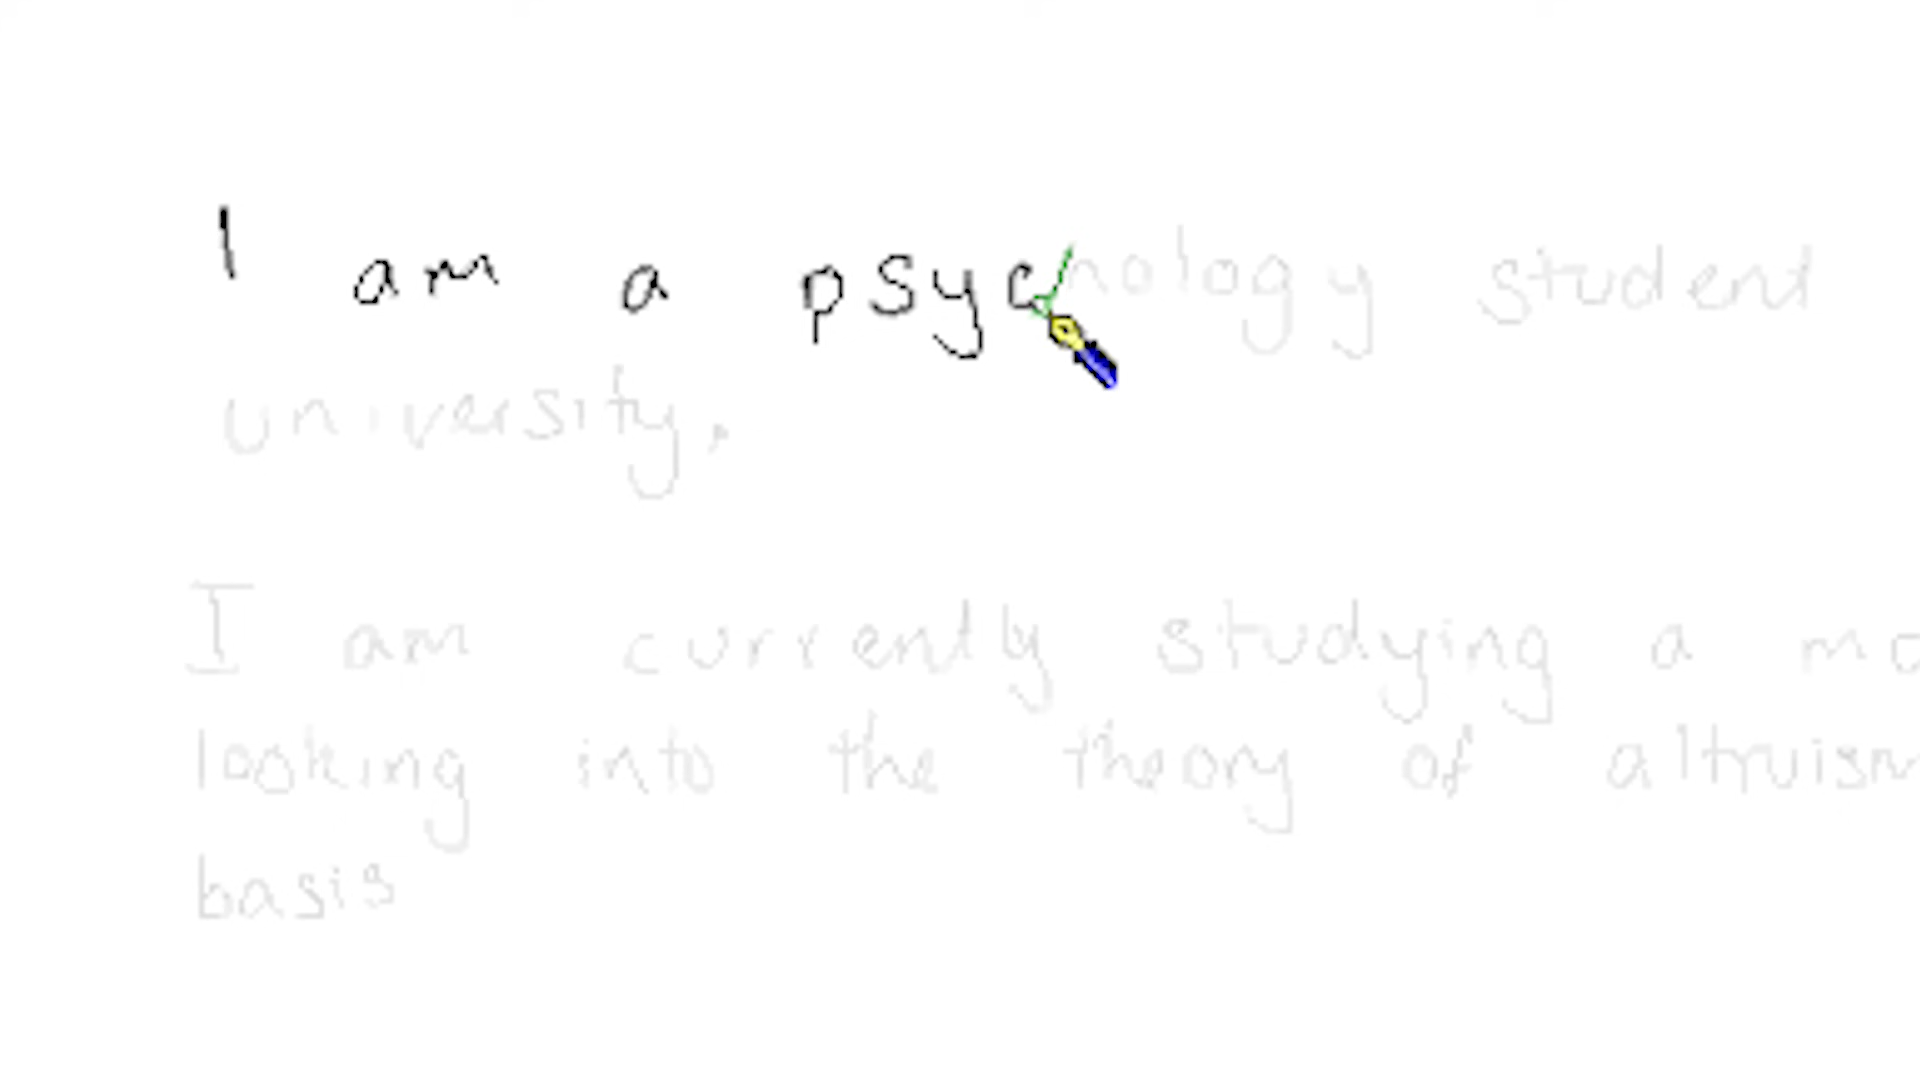 I am a psychology student
university.
I am currently studying a
looking into the theory of altruism
basis